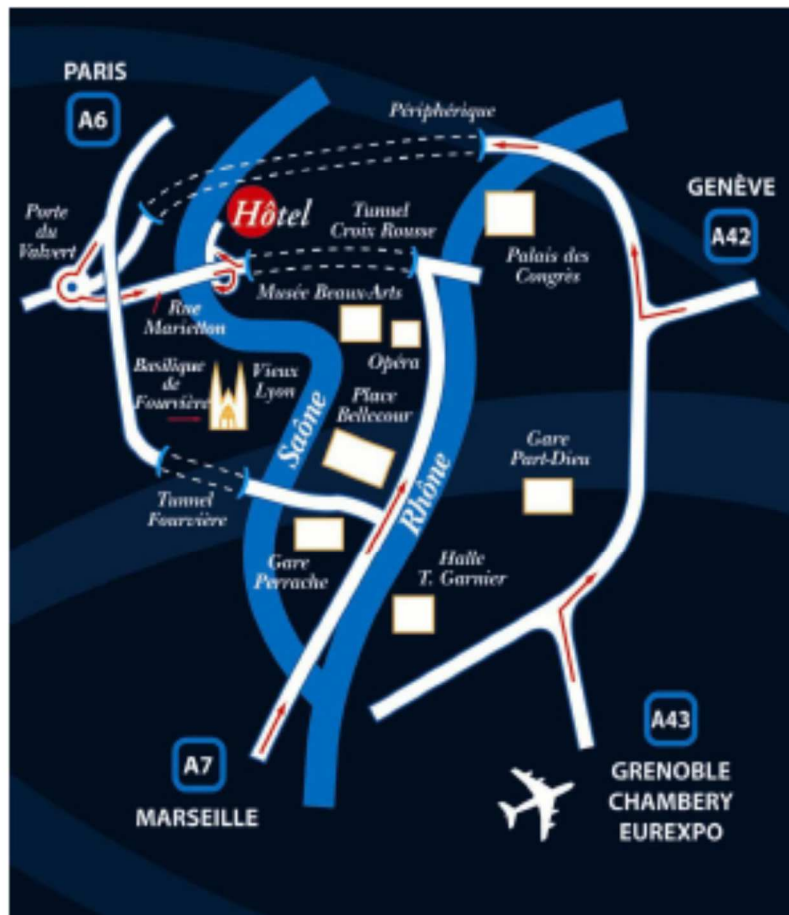 PARIS
A6
Périphérique
GENÈVE
A42
Porte
du
Valvert
Hôtel
Tunnel
Croix Rousse
Palais des
Congrès
Rue
Marietton
Musée Beaux-Arts
Opéra
Basilique
de
Fourvière
Vieux
Lyon
Place
Bellecour
Saône
Rhône
Gare
Part-Dieu
Tunnel
Fourvière
Gare
Perrache
Halle
T. Garnier
A7
MARSEILLE
A43
GRENOBLE
CHAMBERY
EUREXPO